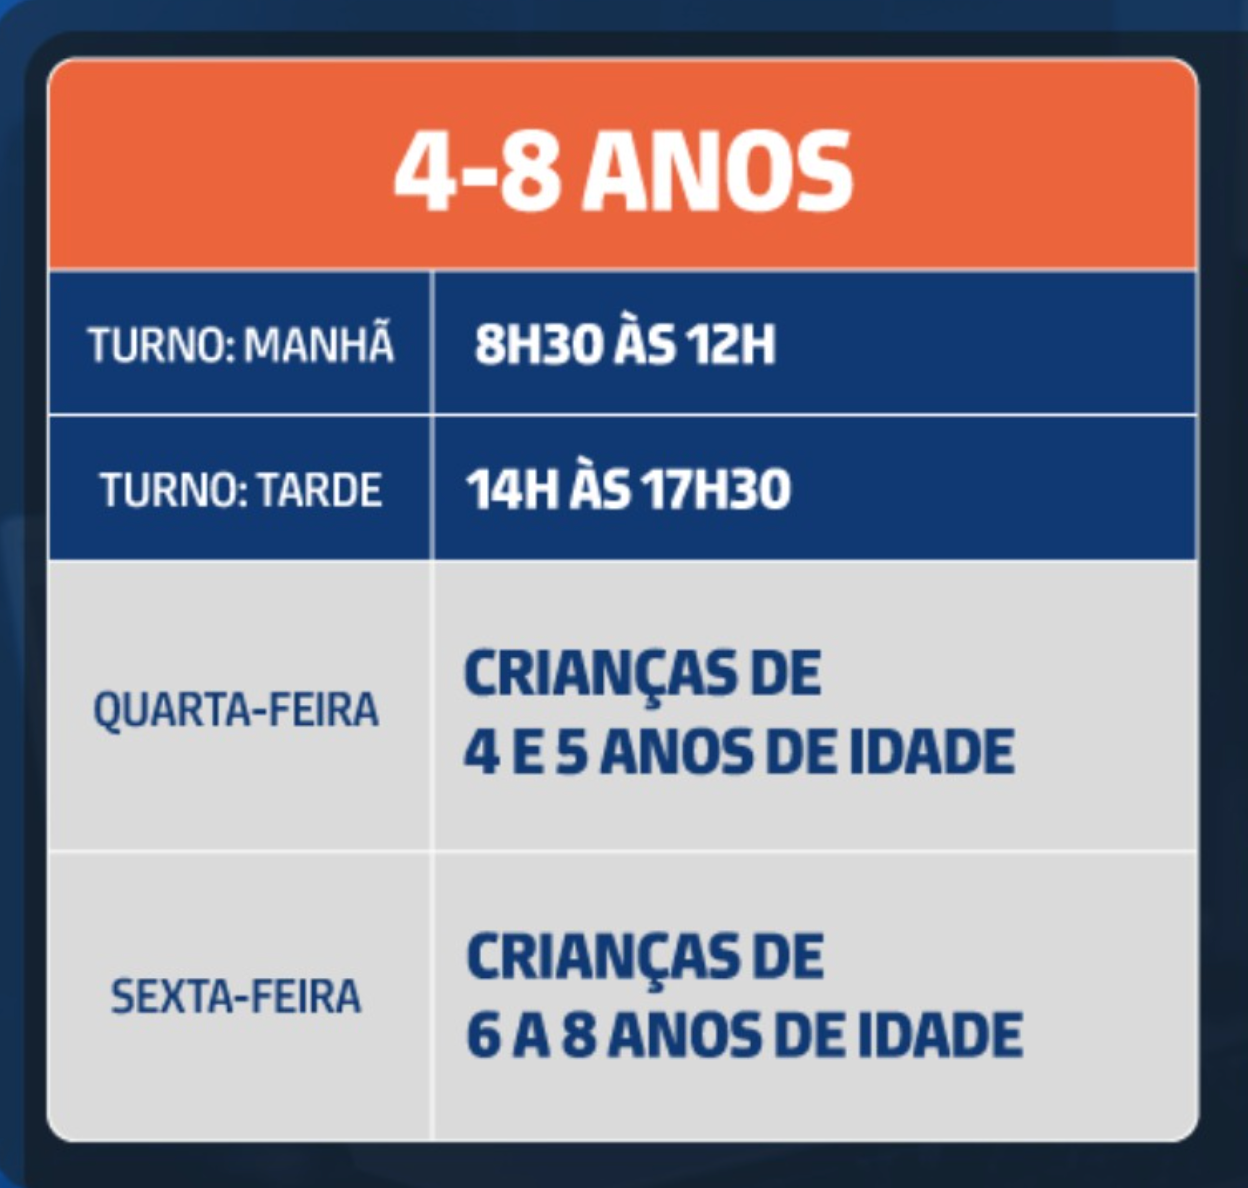 4-8 ANOS
TURNO: MANHÃ
8H30 ÀS 12H
TURNO: TARDE
14H ÀS 17H30
QUARTA-FEIRA
CRIANÇAS DE
4 E 5 ANOS DE IDADE
SEXTA-FEIRA
CRIANÇAS DE
6 A 8 ANOS DE IDADE